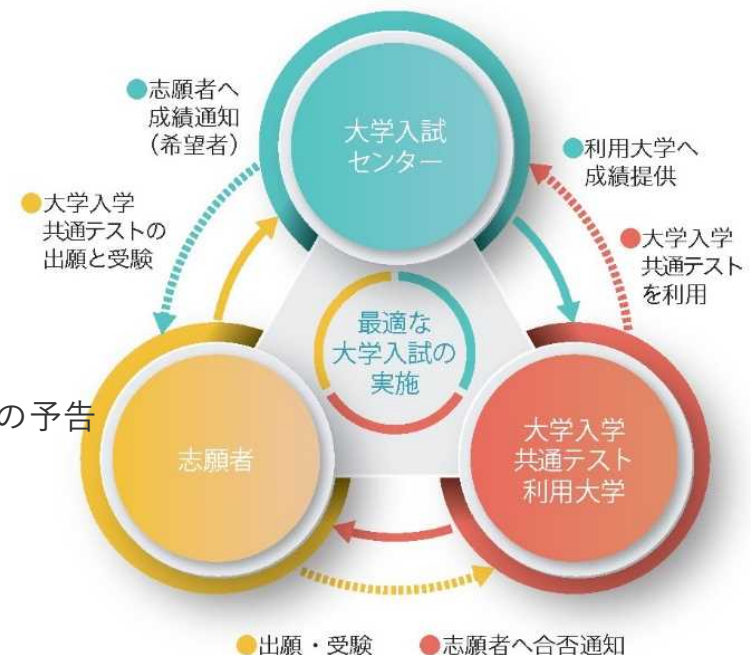 ●志願者へ
成績通知
（希望者）
大学入試
センター
●利用大学へ
成績提供
●大学入学
共通テストの
出願と受験
●大学入学
共通テスト
を利用
最適な
大学入試の
実施
の予告
志願者
大学入学
共通テスト
利用大学
●出願・受験
●志願者へ合否通知